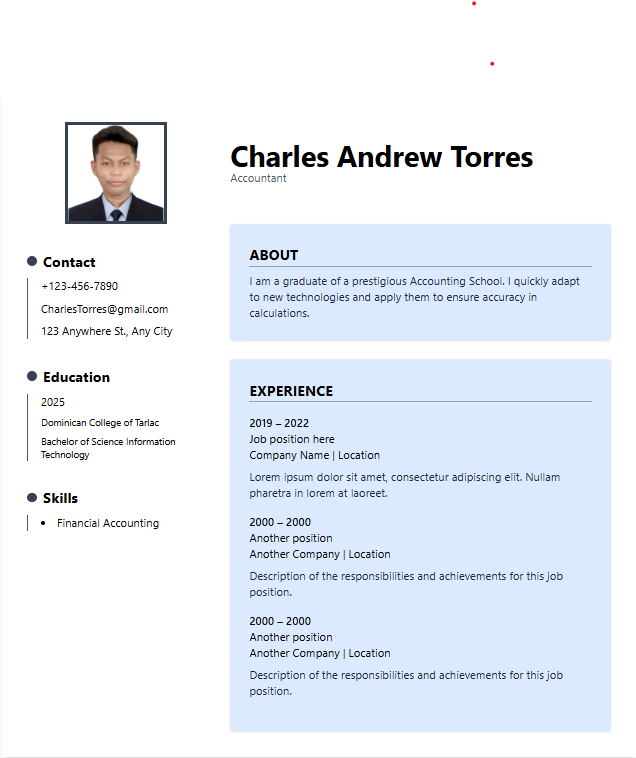 Charles Andrew Torres
Accountant
Contact
+123-456-7890
CharlesTorres@gmail.com
123 Anywhere St., Any City
Education
2025
Dominican College of Tarlac
Bachelor of Science Information
Technology
Skills
• Financial Accounting
ABOUT
I am a graduate of a prestigious Accounting School. I quickly adapt
to new technologies and apply them to ensure accuracy in
calculations.
EXPERIENCE
2019 – 2022
Job position here
Company Name | Location
Lorem ipsum dolor sit amet, consectetur adipiscing elit. Nullam
pharetra in lorem at laoreet.
2000 – 2000
Another position
Another Company | Location
Description of the responsibilities and achievements for this job
position.
2000 – 2000
Another position
Another Company | Location
Description of the responsibilities and achievements for this job
position.